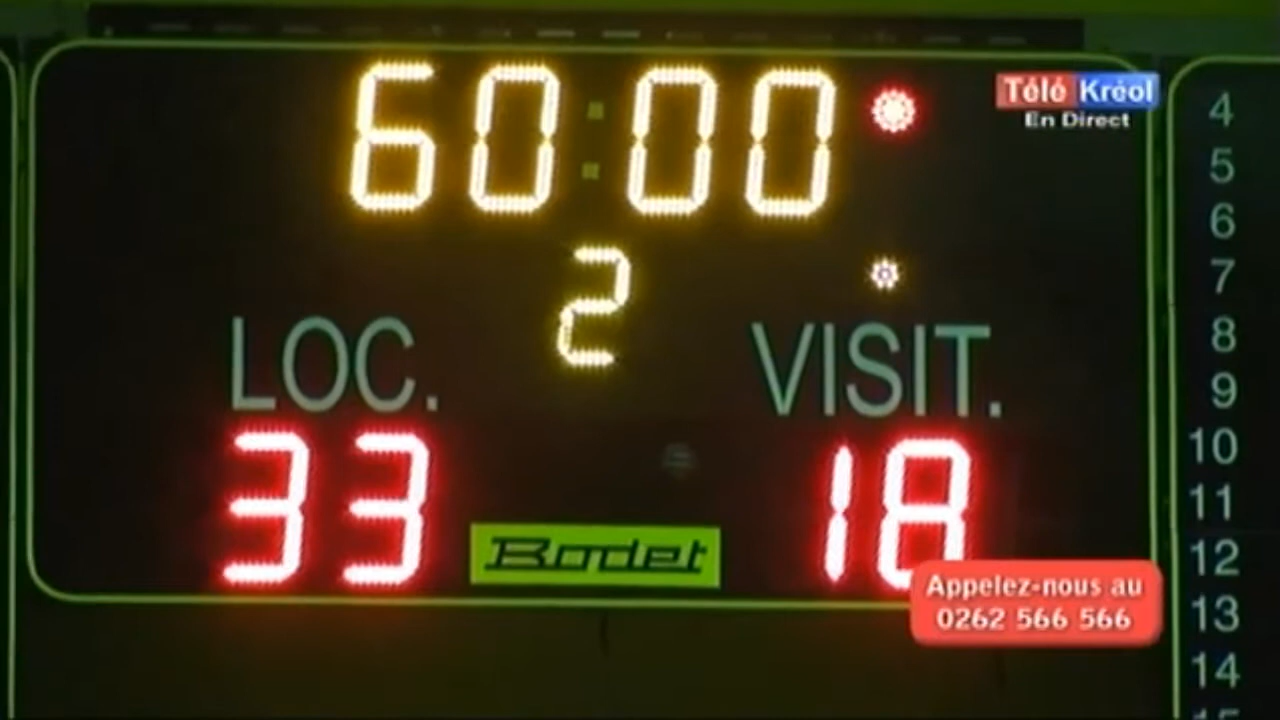 60:00
Télé Kréol
En Direct
2
LOC.
VISIT.
33
18
Bodet
Appelez-nous au
0262 566 566
4
5
6
7
8
9
10
11
12
13
14
15